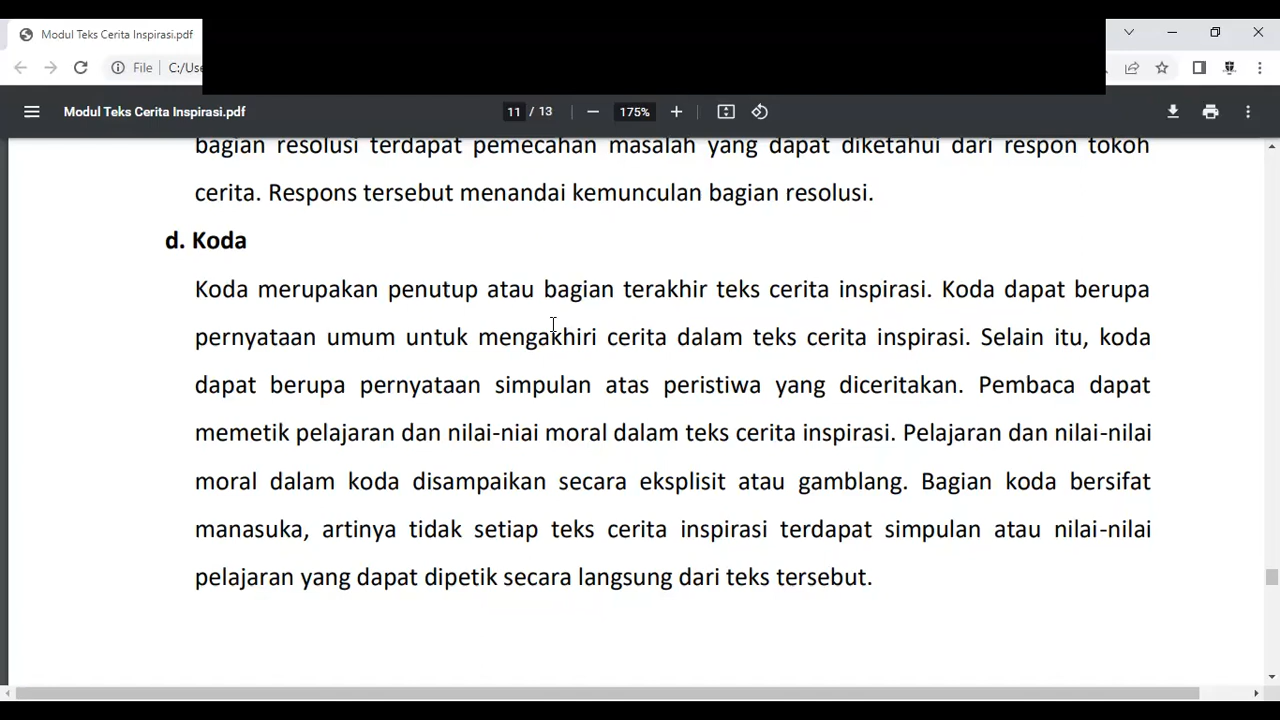 Modul Teks Cerita Inspirasi.pdf
File | C:/Use
Modul Teks Cerita Inspirasi.pdf
11 / 13
175%
bagian resolusi terdapat pemecahan masalah yang dapat diketahui dari respon tokoh
cerita. Respons tersebut menandai kemunculan bagian resolusi.
d. Koda
Koda merupakan penutup atau bagian terakhir teks cerita inspirasi. Koda dapat berupa
pernyataan umum untuk mengakhiri cerita dalam teks cerita inspirasi. Selain itu, koda
dapat berupa pernyataan simpulan atas peristiwa yang diceritakan. Pembaca dapat
memetik pelajaran dan nilai-niai moral dalam teks cerita inspirasi. Pelajaran dan nilai-nilai
moral dalam koda disampaikan secara eksplisit atau gamblang. Bagian koda bersifat
manasuka, artinya tidak setiap teks cerita inspirasi terdapat simpulan atau nilai-nilai
pelajaran yang dapat dipetik secara langsung dari teks tersebut.